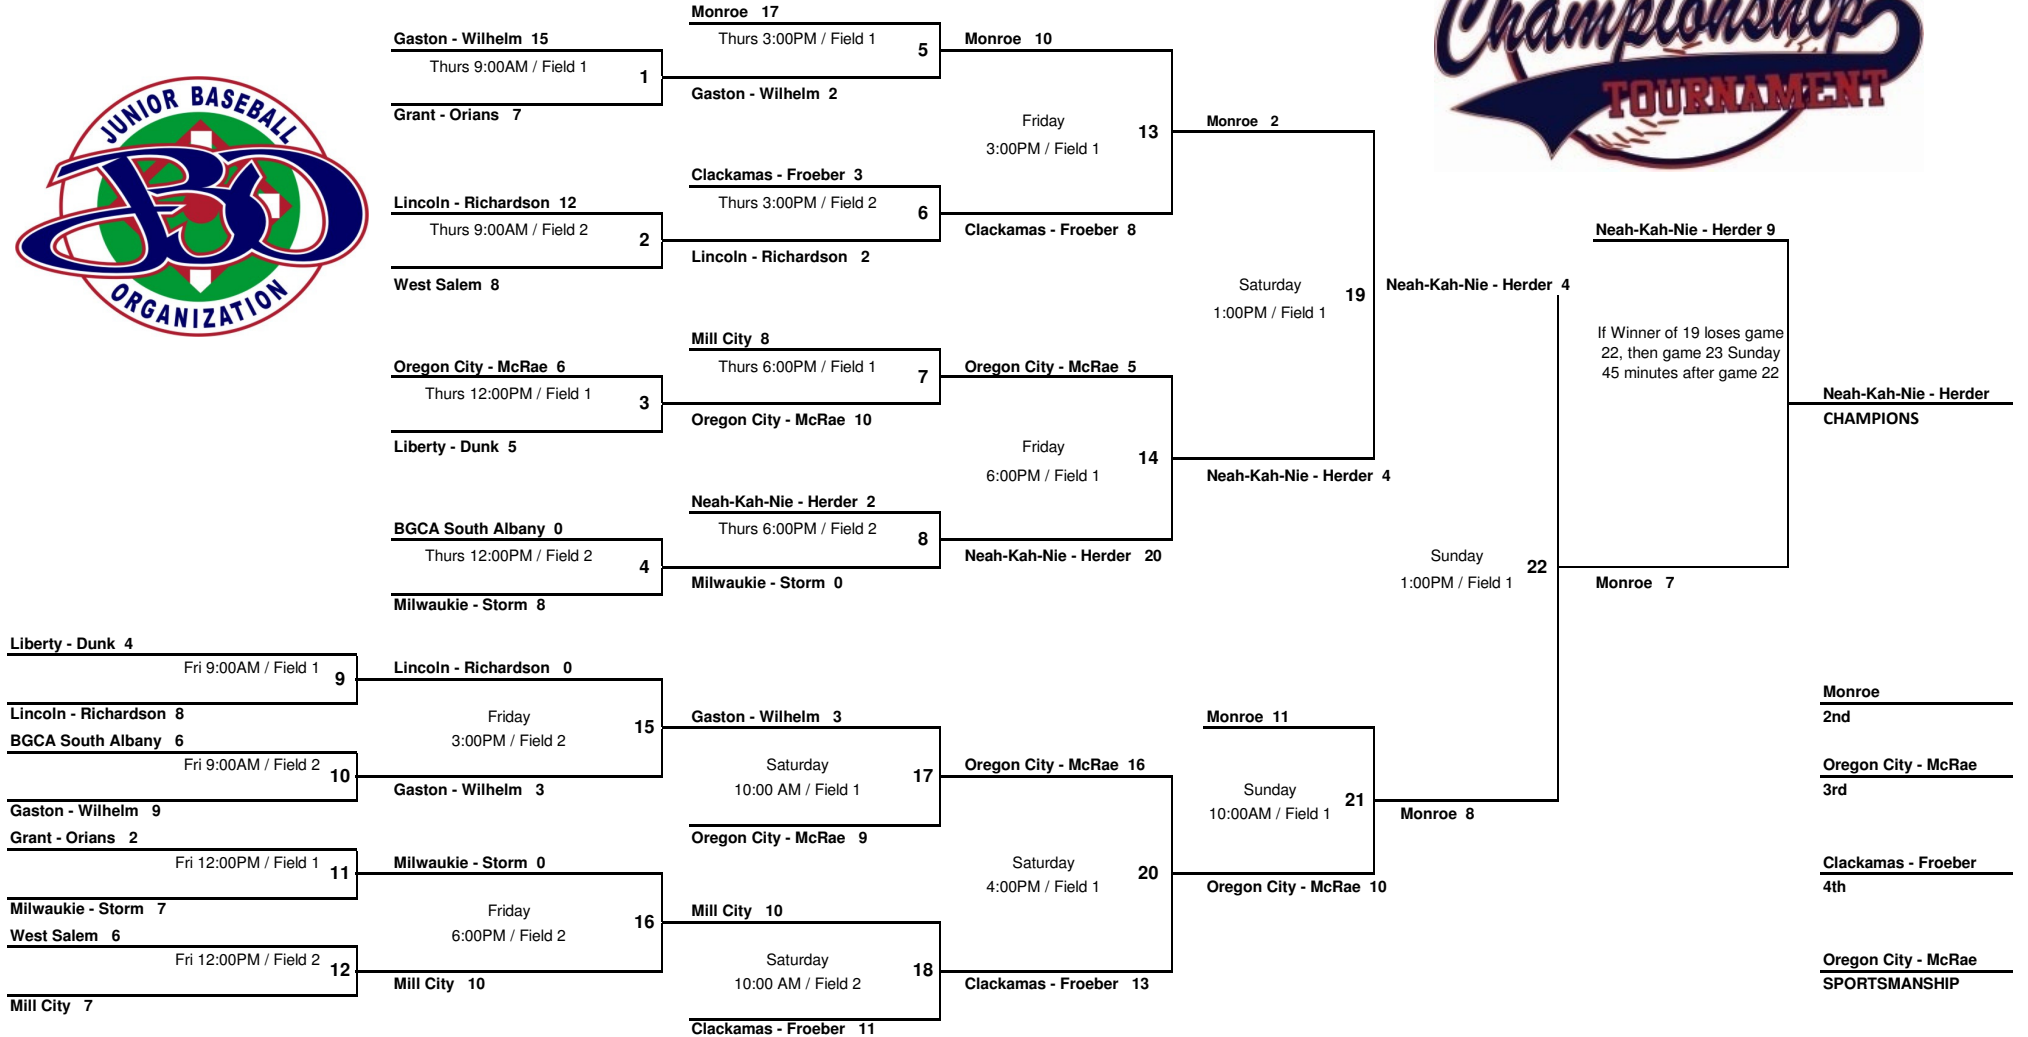 JUNIOR BASEBALL
JBO
ORGANIZATION
Championship
TOURNAMENT
Gaston - Wilhelm 15
Thurs 9:00AM / Field 1
1
Grant - Orians 7
Lincoln - Richardson 12
Thurs 9:00AM / Field 2
2
West Salem 8
Oregon City - McRae 6
Thurs 12:00PM / Field 1
3
Liberty - Dunk 5
BGCA South Albany 0
Thurs 12:00PM / Field 2
4
Milwaukie - Storm 8
Monroe 17
Thurs 3:00PM / Field 1
5
Gaston - Wilhelm 2
Clackamas - Froeber 3
Thurs 3:00PM / Field 2
6
Lincoln - Richardson 2
Mill City 8
Thurs 6:00PM / Field 1
7
Oregon City - McRae 10
Neah-Kah-Nie - Herder 2
Thurs 6:00PM / Field 2
8
Milwaukie - Storm 0
Monroe 10
Friday
3:00PM / Field 1
13
Clackamas - Froeber 8
Oregon City - McRae 5
Friday
6:00PM / Field 1
14
Neah-Kah-Nie - Herder 20
Monroe 2
Saturday
1:00PM / Field 1
19
Neah-Kah-Nie - Herder 4
Neah-Kah-Nie - Herder 4
Sunday
1:00PM / Field 1
22
Monroe 8
Neah-Kah-Nie - Herder 9
If Winner of 19 loses game
22, then game 23 Sunday
45 minutes after game 22
Monroe 7
Neah-Kah-Nie - Herder
CHAMPIONS
Liberty - Dunk 4
Fri 9:00AM / Field 1
9
Lincoln - Richardson 8
BGCA South Albany 6
Fri 9:00AM / Field 2
10
Gaston - Wilhelm 9
Grant - Orians 2
Fri 12:00PM / Field 1
11
Milwaukie - Storm 7
West Salem 6
Fri 12:00PM / Field 2
12
Mill City 7
Lincoln - Richardson 0
Friday
3:00PM / Field 2
15
Gaston - Wilhelm 3
Milwaukie - Storm 0
Friday
6:00PM / Field 2
16
Mill City 10
Gaston - Wilhelm 3
Saturday
10:00 AM / Field 1
17
Oregon City - McRae 9
Mill City 10
Saturday
10:00 AM / Field 2
18
Clackamas - Froeber 11
Oregon City - McRae 16
Saturday
4:00PM / Field 1
20
Clackamas - Froeber 13
Monroe 11
Sunday
10:00AM / Field 1
21
Oregon City - McRae 10
Monroe
2nd
Oregon City - McRae
3rd
Clackamas - Froeber
4th
Oregon City - McRae
SPORTSMANSHIP